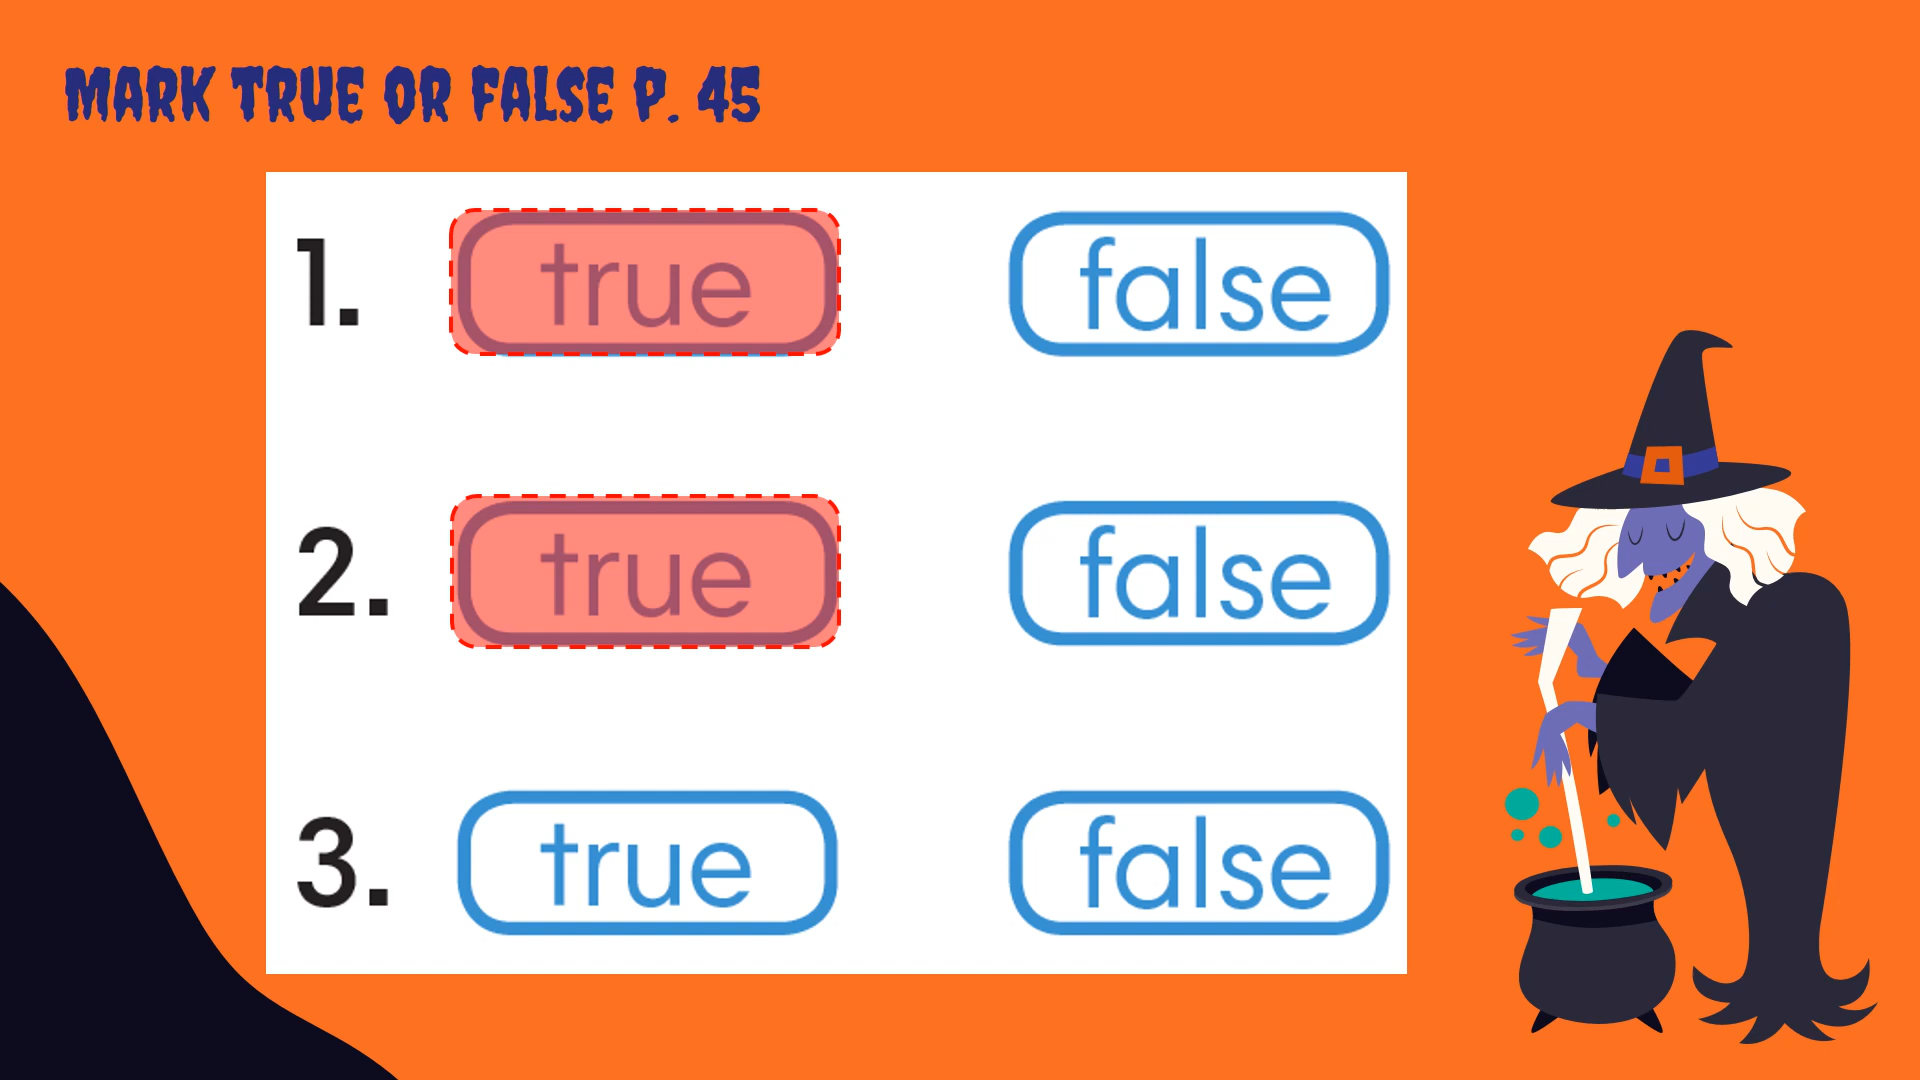 MARK TRUE OR FALSE P. 45
1. true false
2. true false
3. true false